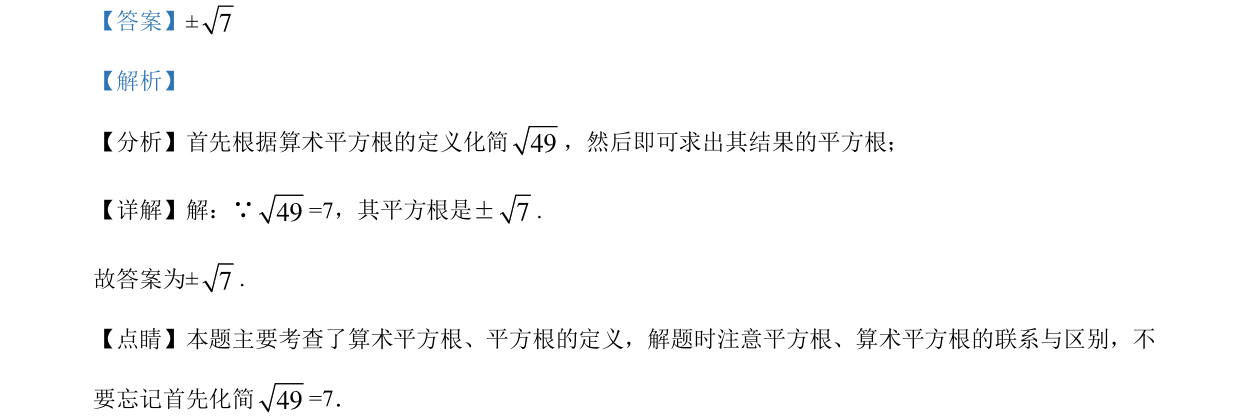 【答案】±√7
【解析】
【分析】首先根据算术平方根的定义化简√49，然后即可求出其结果的平方根；
【详解】解：∵√49=7，其平方根是±√7.
故答案为±√7.
【点睛】本题主要考查了算术平方根、平方根的定义，解题时注意平方根、算术平方根的联系与区别，不
要忘记首先化简√49=7.